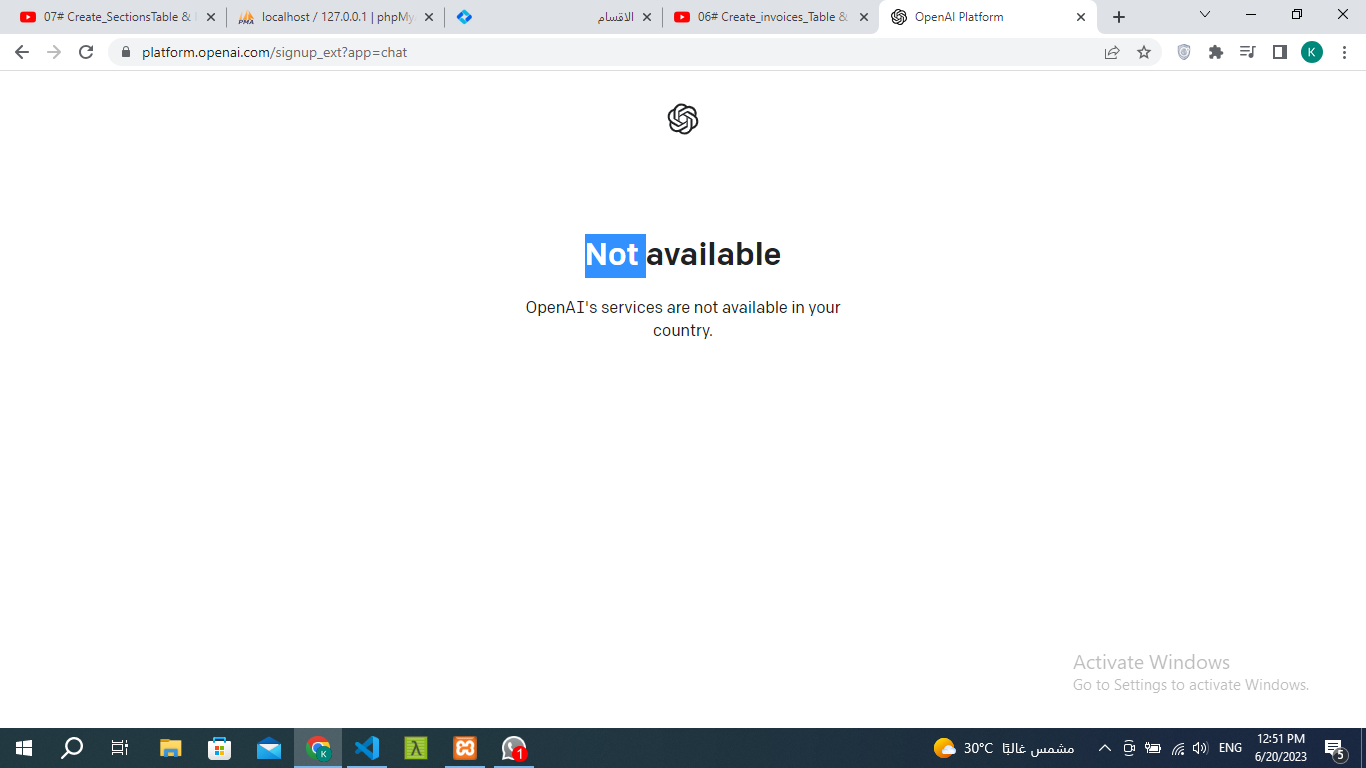 07# Create_SectionsTable &
localhost / 127.0.0.1 | phpMy
الاقسام
06# Create_invoices_Table &
OpenAI Platform
platform.openai.com/signup_ext?app=chat
K
Not available
OpenAI's services are not available in your
country.
Activate Windows
Go to Settings to activate Windows.
30°C مشمس غالبًا
ENG
12:51 PM
6/20/2023
5
1